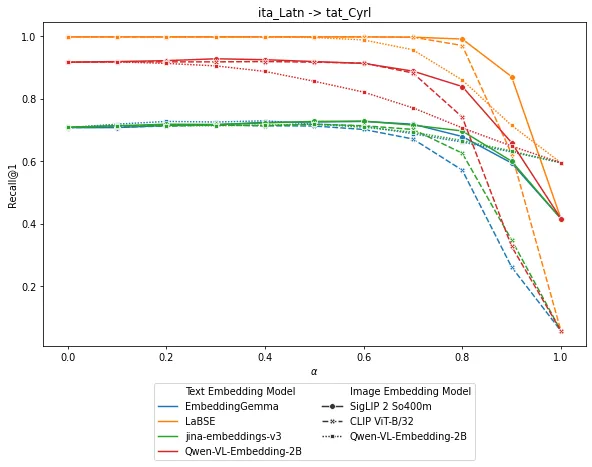 ita_Latn -> tat_Cyrl
Recall@1
1.0
0.8
0.6
0.4
0.2
0.0 0.2 0.4 0.6 0.8 1.0
α
Text Embedding Model
EmbeddingGemma
LaBSE
jina-embeddings-v3
Qwen-VL-Embedding-2B
Image Embedding Model
SigLIP 2 So400m
CLIP ViT-B/32
Qwen-VL-Embedding-2B